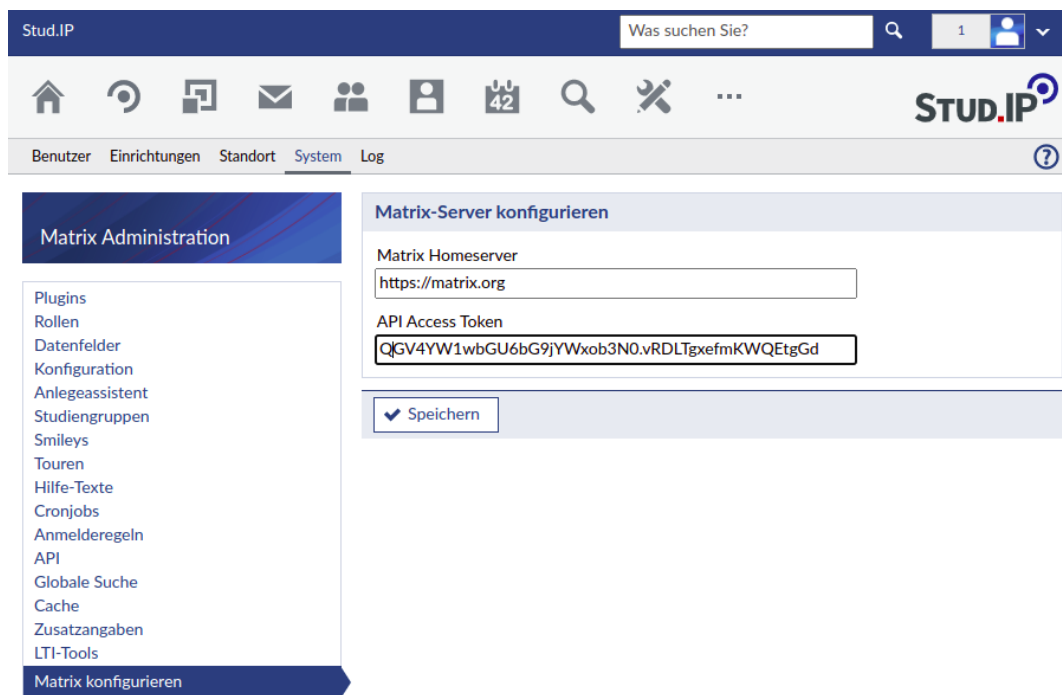 Stud.IP
Was suchen Sie?
1
42
...
STUD.IP
Benutzer Einrichtungen Standort System Log
?
Matrix Administration
Plugins
Rollen
Datenfelder
Konfiguration
Anlegeassistent
Studiengruppen
Smileys
Touren
Hilfe-Texte
Cronjobs
Anmelderegeln
API
Globale Suche
Cache
Zusatzangaben
LTI-Tools
Matrix konfigurieren
Matrix-Server konfigurieren
Matrix Homeserver
https://matrix.org
API Access Token
QGV4YW1wbGU6bG9jYWxob3N0.vRDLTgxefmKWQEtgGd
Speichern